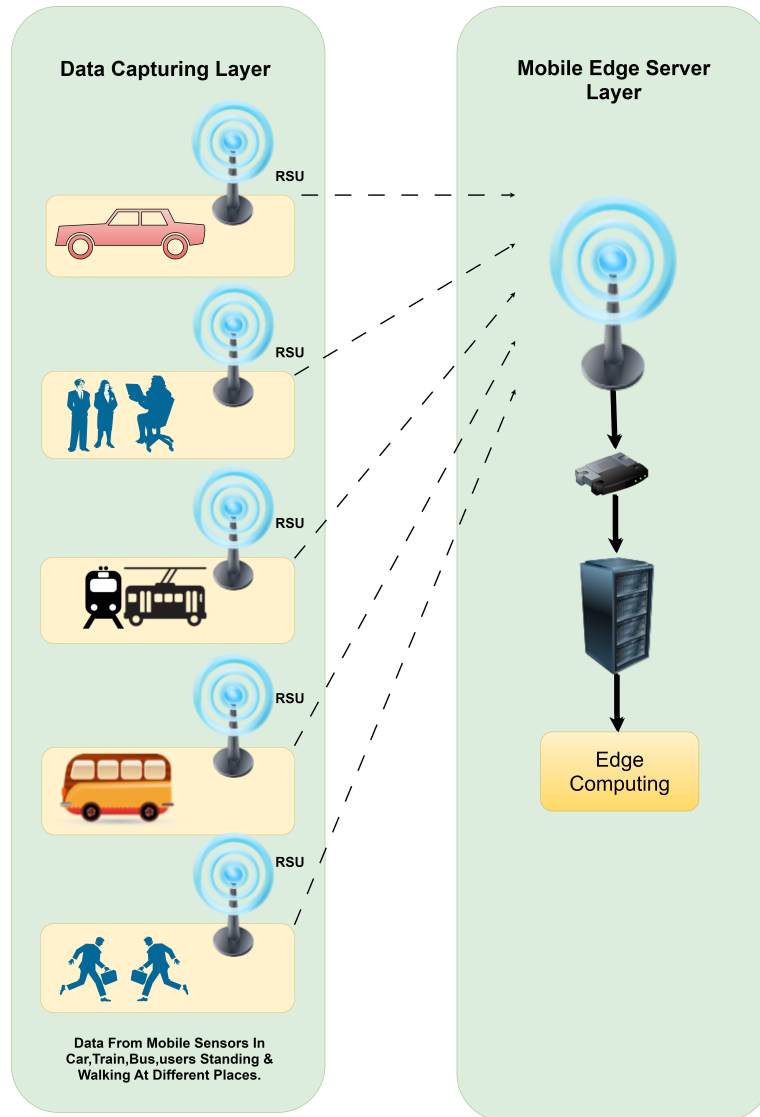 Data Capturing Layer
RSU
RSU
RSU
RSU
RSU
Data From Mobile Sensors In
Car,Train,Bus,users Standing &
Walking At Different Places.
Mobile Edge Server
Layer
Edge
Computing